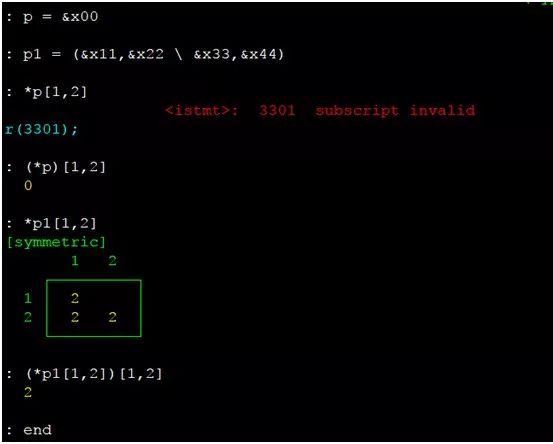 : p = &x00
: p1 = (&x11,&x22 \ &x33,&x44)
: *p[1,2]
<istmt>: 3301 subscript invalid
r(3301);
: (*p)[1,2]
0
: *p1[1,2]
[symmetric]
1 2
1 2
2 2 2
: (*p1[1,2])[1,2]
2
: end